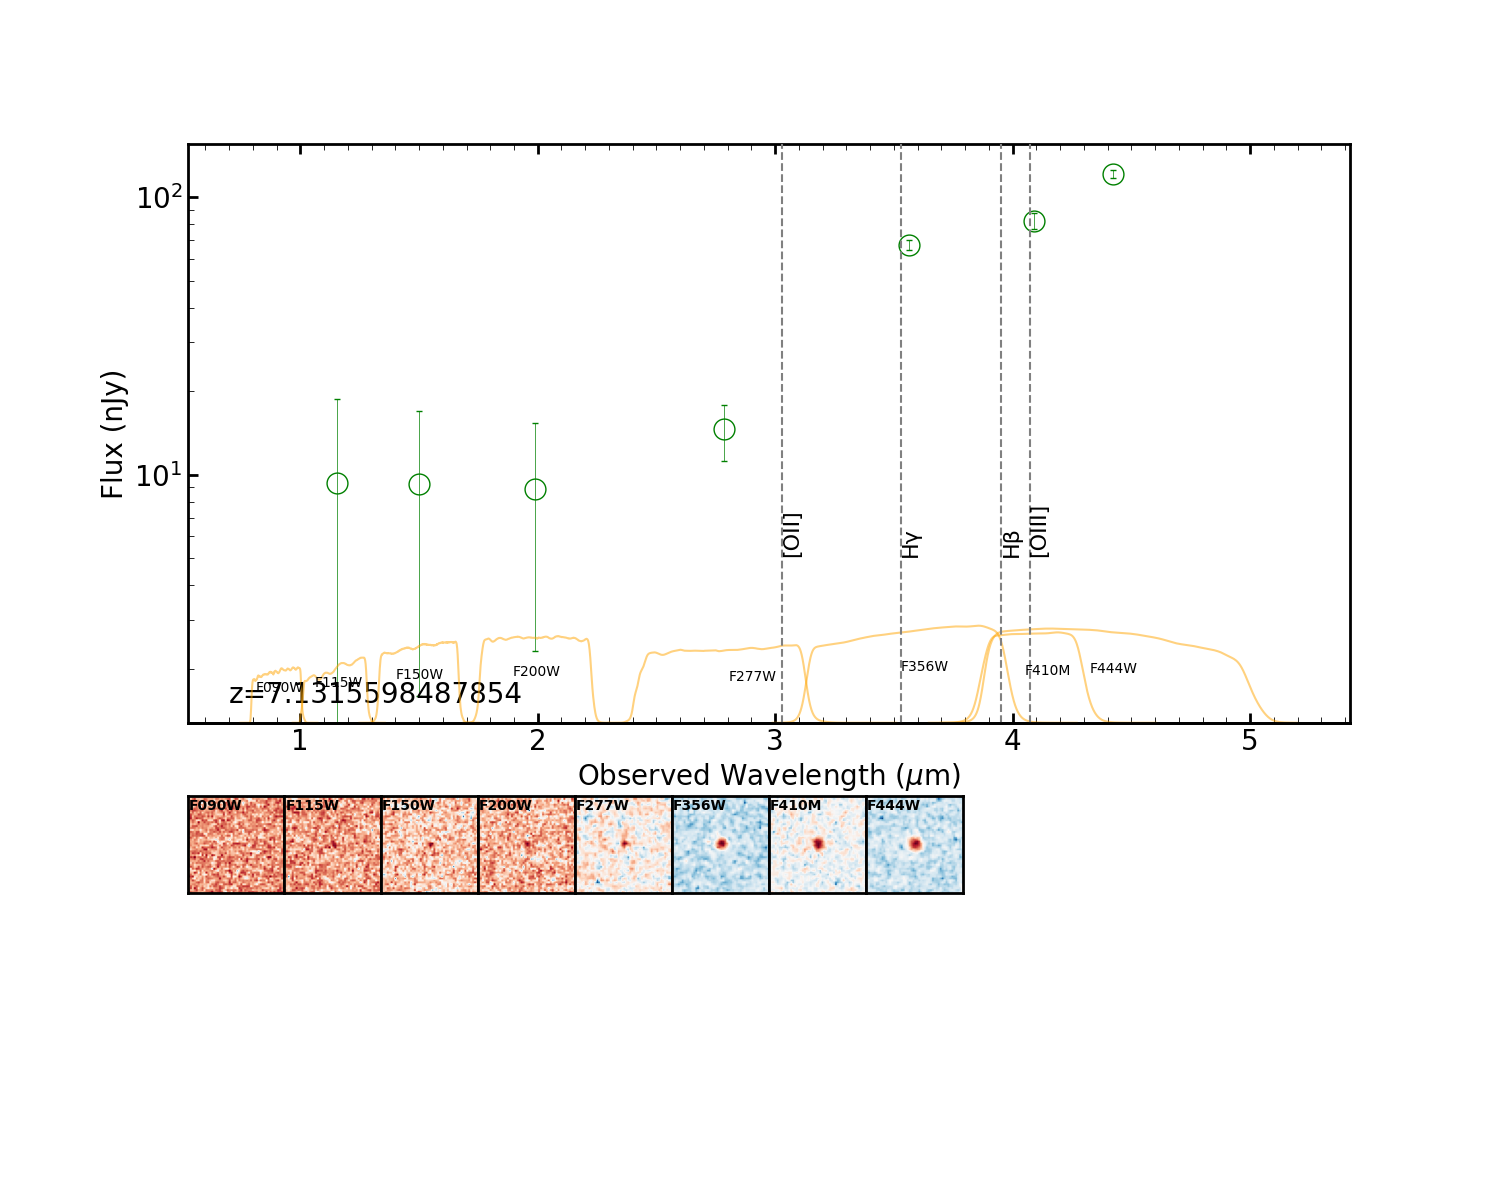 Flux (nJy)
10²
10¹
[OII]
Hγ
Hβ
[OIII]
F090W
F115W
F150W
F200W
F277W
F356W
F410M
F444W
z=7.1315598487854
1 2 3 4 5
Observed Wavelength (μm)
F090W F115W F150W F200W F277W F356W F410M F444W